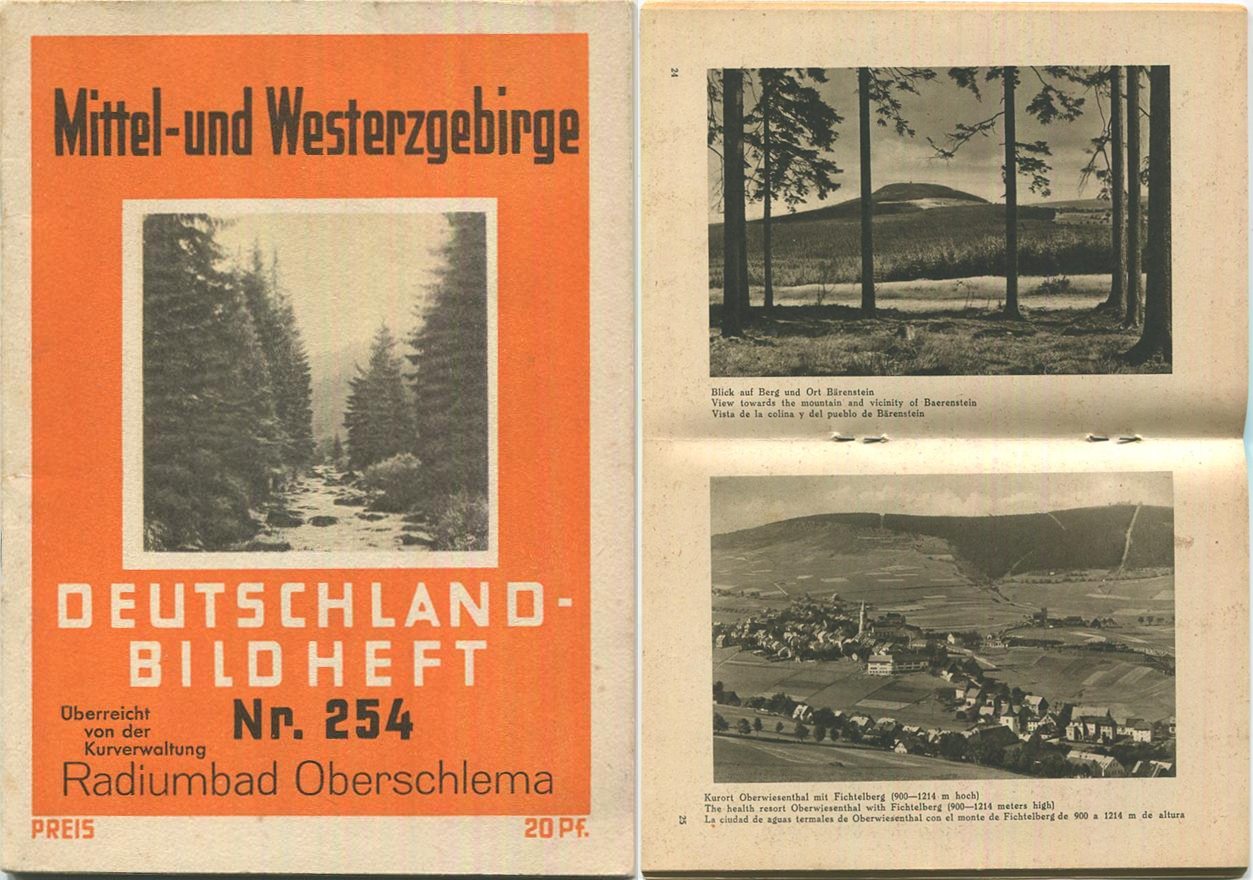 Mittel-und Westerzgebirge
DEUTSCHLAND-
BILDHEFT
Nr. 254
Überreicht
von der
Kurverwaltung
Radiumbad Oberschlema
PREIS 20 Pf.
24
Blick auf Berg und Ort Bärenstein
View towards the mountain and vicinity of Baerenstein
Vista de la colina y del pueblo de Bärenstein
Kurort Oberwiesenthal mit Fichtelberg (900—1214 m hoch)
The health resort Oberwiesenthal with Fichtelberg (900—1214 meters high)
La ciudad de aguas termales de Oberwiesenthal con el monte de Fichtelberg de 900 a 1214 m de altura
25